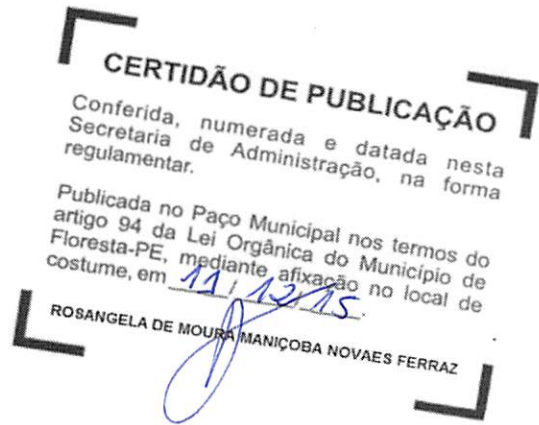 CERTIDÃO DE PUBLICAÇÃO
Conferida, numerada e datada nesta
Secretaria de Administração, na forma
regulamentar.
Publicada no Paço Municipal nos termos do
artigo 94 da Lei Orgânica do Município de
Floresta-PE, mediante afixação no local de
costume, em 11 / 12 / 15.
ROSANGELA DE MOURA MANIÇOBA NOVAES FERRAZ